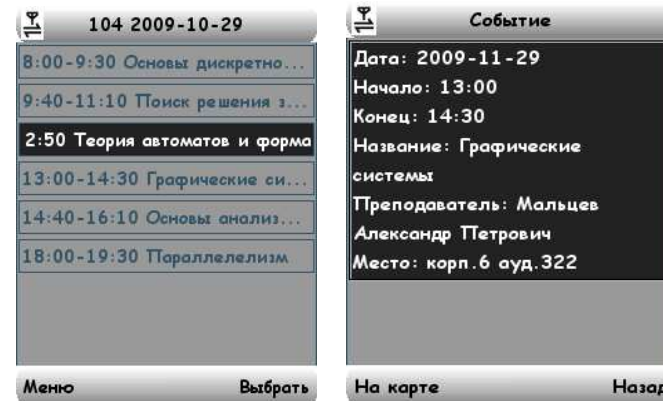 104 2009-10-29
8:00-9:30 Основы дискретно...
9:40-11:10 Поиск решения з...
2:50 Теория автоматов и форма
13:00-14:30 Графические си...
14:40-16:10 Основы анализ...
18:00-19:30 Параллелелизм
Меню Выбрать
Событие
Дата: 2009-11-29
Начало: 13:00
Конец: 14:30
Название: Графические
системы
Преподаватель: Мальцев
Александр Петрович
Место: корп.6 ауд.322
На карте Назад